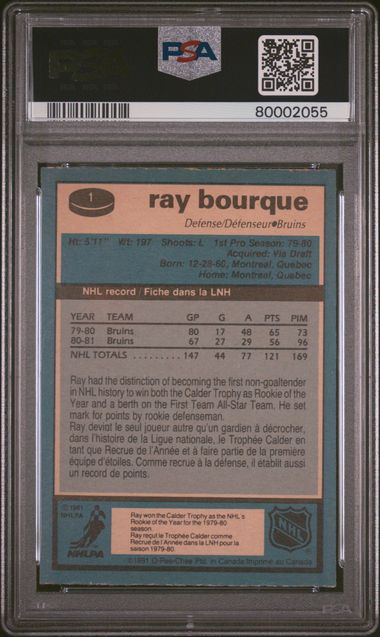 PSA
80002055
1
ray bourque
Defense/Défenseur•Bruins
Ht: 5'11" Wt: 197 Shoots: L 1st Pro Season: 79-80
Acquired: Via Draft
Born: 12-28-60, Montreal, Quebec
Home: Montreal, Quebec
NHL record / Fiche dans la LNH
YEAR TEAM GP G A PTS PIM
79-80 Bruins 80 17 48 65 73
80-81 Bruins 67 27 29 56 96
NHL TOTALS 147 44 77 121 169
Ray had the distinction of becoming the first non-goaltender
in NHL history to win both the Calder Trophy as Rookie of the
Year and a berth on the First Team All-Star Team. He set
mark for points by rookie defenseman.
Ray devint le seul joueur autre qu'un gardien à décrocher,
dans l'histoire de la Ligue nationale, le Trophée Calder en
tant que Recrue de l'Année et à faire partie de la première
équipe d'étoiles. Comme recrue à la défense, il établit aussi
un record de points.
© 1981
NHLPA
NHLPA
Ray won the Calder Trophy as the NHL's
Rookie of the Year for the 1979-80
season.
Ray reçut le Trophée Calder comme
Recrue de l'Année dans la LNH pour la
saison 1979-80.
NHL
©1981 O-Pee-Chee Ptd. in Canada Imprimé au Canada